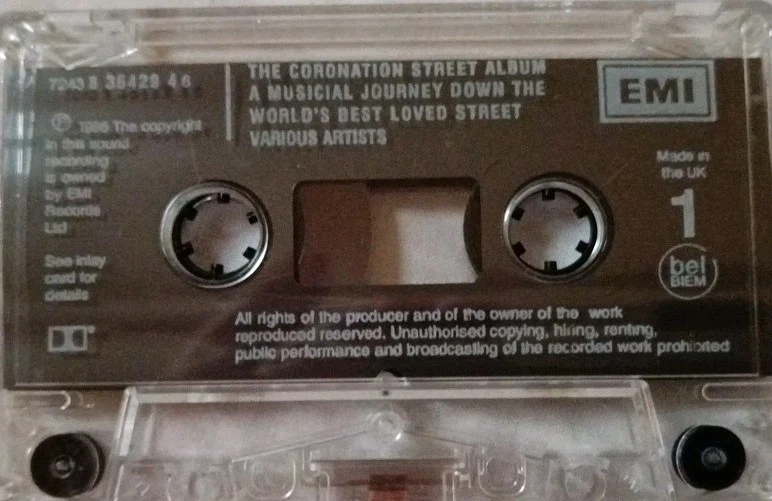 7243 8 36429 4 6
THE CORONATION STREET ALBUM
A MUSICIAL JOURNEY DOWN THE
WORLD'S BEST LOVED STREET
VARIOUS ARTISTS
EMI
℗ The copyright
in this sound
recording
is owned
by EMI
Records
Ltd
See inlay
card for
details
Made in
the UK
1
bel
BIEM
All rights of the producer and of the owner of the work
reproduced reserved. Unauthorised copying, hiring, renting,
public performance and broadcasting of the recorded work prohibited